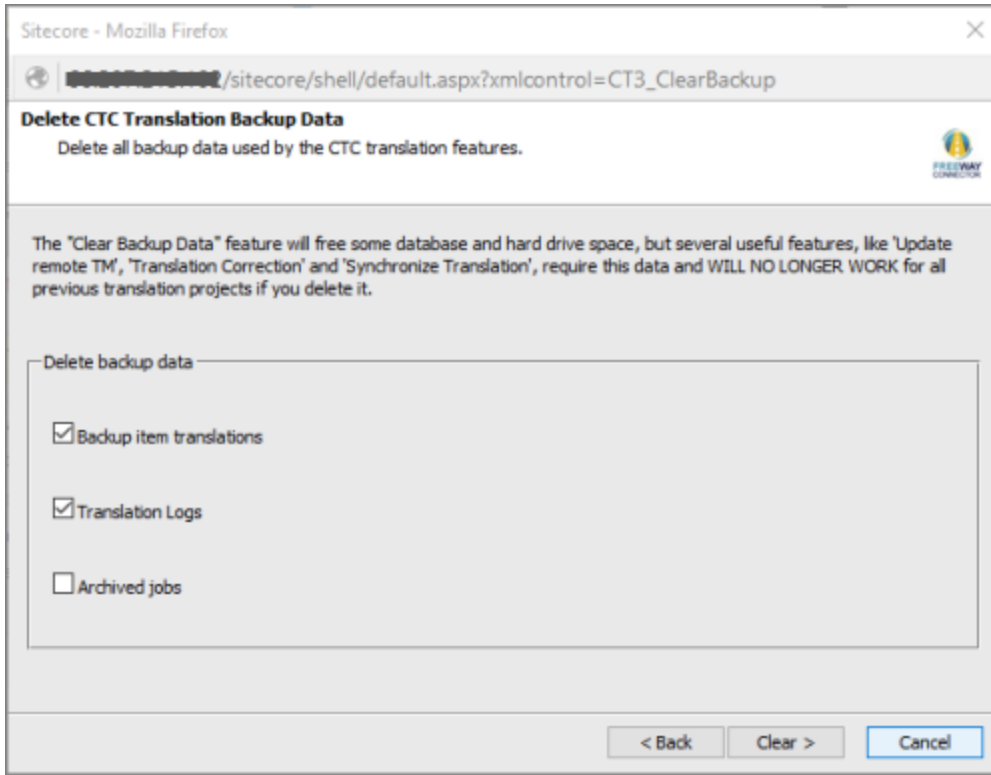 Sitecore - Mozilla Firefox
/sitecore/shell/default.aspx?xmlcontrol=CT3_ClearBackup
Delete CTC Translation Backup Data
Delete all backup data used by the CTC translation features.
FREEWAY
CONNECTOR
The "Clear Backup Data" feature will free some database and hard drive space, but several useful features, like 'Update
remote TM', 'Translation Correction' and 'Synchronize Translation', require this data and WILL NO LONGER WORK for all
previous translation projects if you delete it.
Delete backup data
Backup item translations
Translation Logs
Archived jobs
< Back
Clear >
Cancel